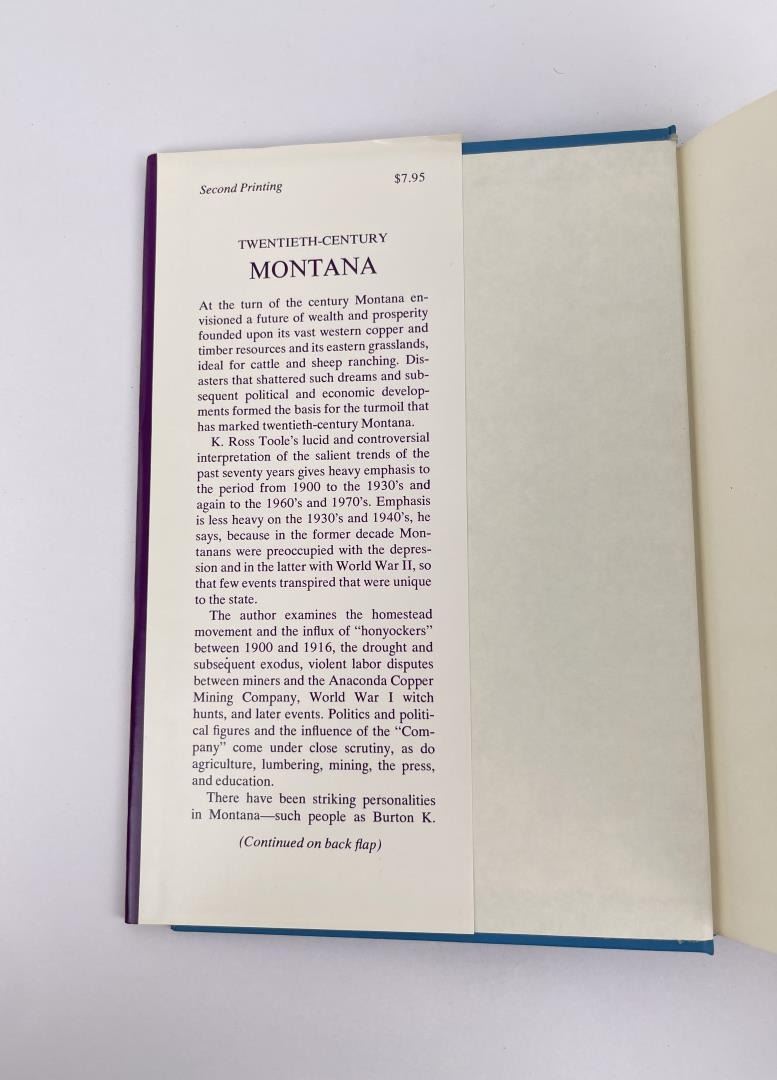 Second Printing
$7.95
TWENTIETH-CENTURY
MONTANA
At the turn of the century Montana en-
visioned a future of wealth and prosperity
founded upon its vast western copper and
timber resources and its eastern grasslands,
ideal for cattle and sheep ranching. Dis-
asters that shattered such dreams and sub-
sequent political and economic develop-
ments formed the basis for the turmoil that
has marked twentieth-century Montana.
K. Ross Toole's lucid and controversial
interpretation of the salient trends of the
past seventy years gives heavy emphasis to
the period from 1900 to the 1930's and
again to the 1960's and 1970's. Emphasis
is less heavy on the 1930's and 1940's, he
says, because in the former decade Mon-
tanans were preoccupied with the depres-
sion and in the latter with World War II, so
that few events transpired that were unique
to the state.
The author examines the homestead
movement and the influx of "honyockers"
between 1900 and 1916, the drought and
subsequent exodus, violent labor disputes
between miners and the Anaconda Copper
Mining Company, World War I witch
hunts, and later events. Politics and politi-
cal figures and the influence of the "Com-
pany" come under close scrutiny, as do
agriculture, lumbering, mining, the press,
and education.
There have been striking personalities
in Montana—such people as Burton K.
(Continued on back flap)